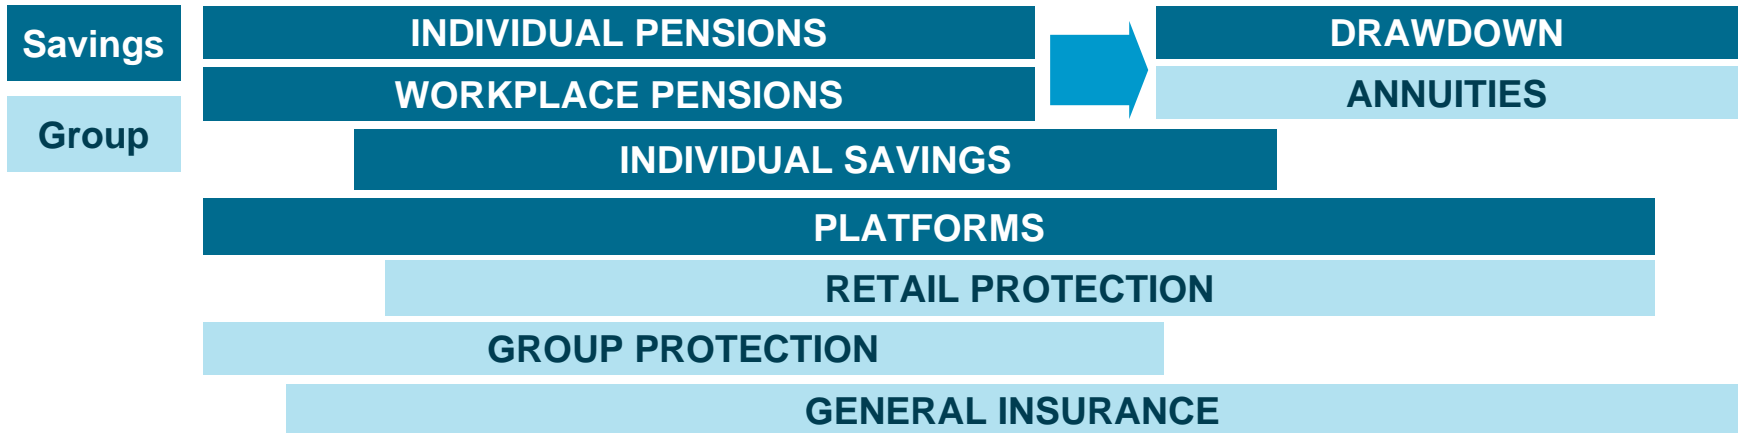 Savings
INDIVIDUAL PENSIONS
DRAWDOWN
WORKPLACE PENSIONS
ANNUITIES
Group
INDIVIDUAL SAVINGS
PLATFORMS
RETAIL PROTECTION
GROUP PROTECTION
GENERAL INSURANCE